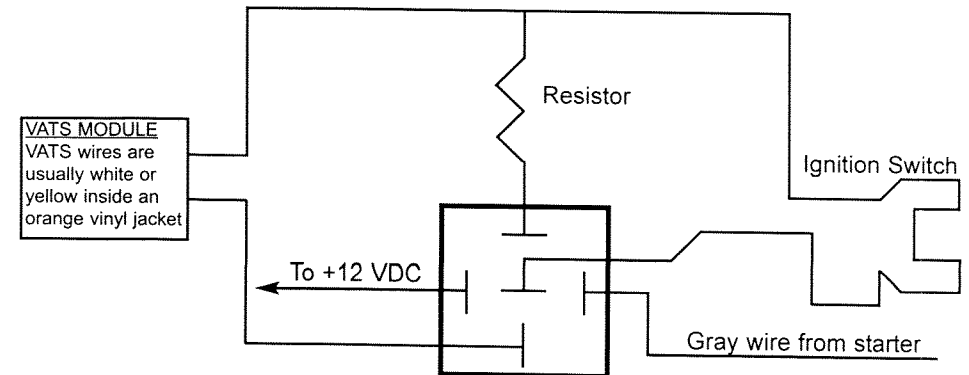 Resistor
Ignition Switch
VATS MODULE
VATS wires are
usually white or
yellow inside an
orange vinyl jacket
To +12 VDC
Gray wire from starter